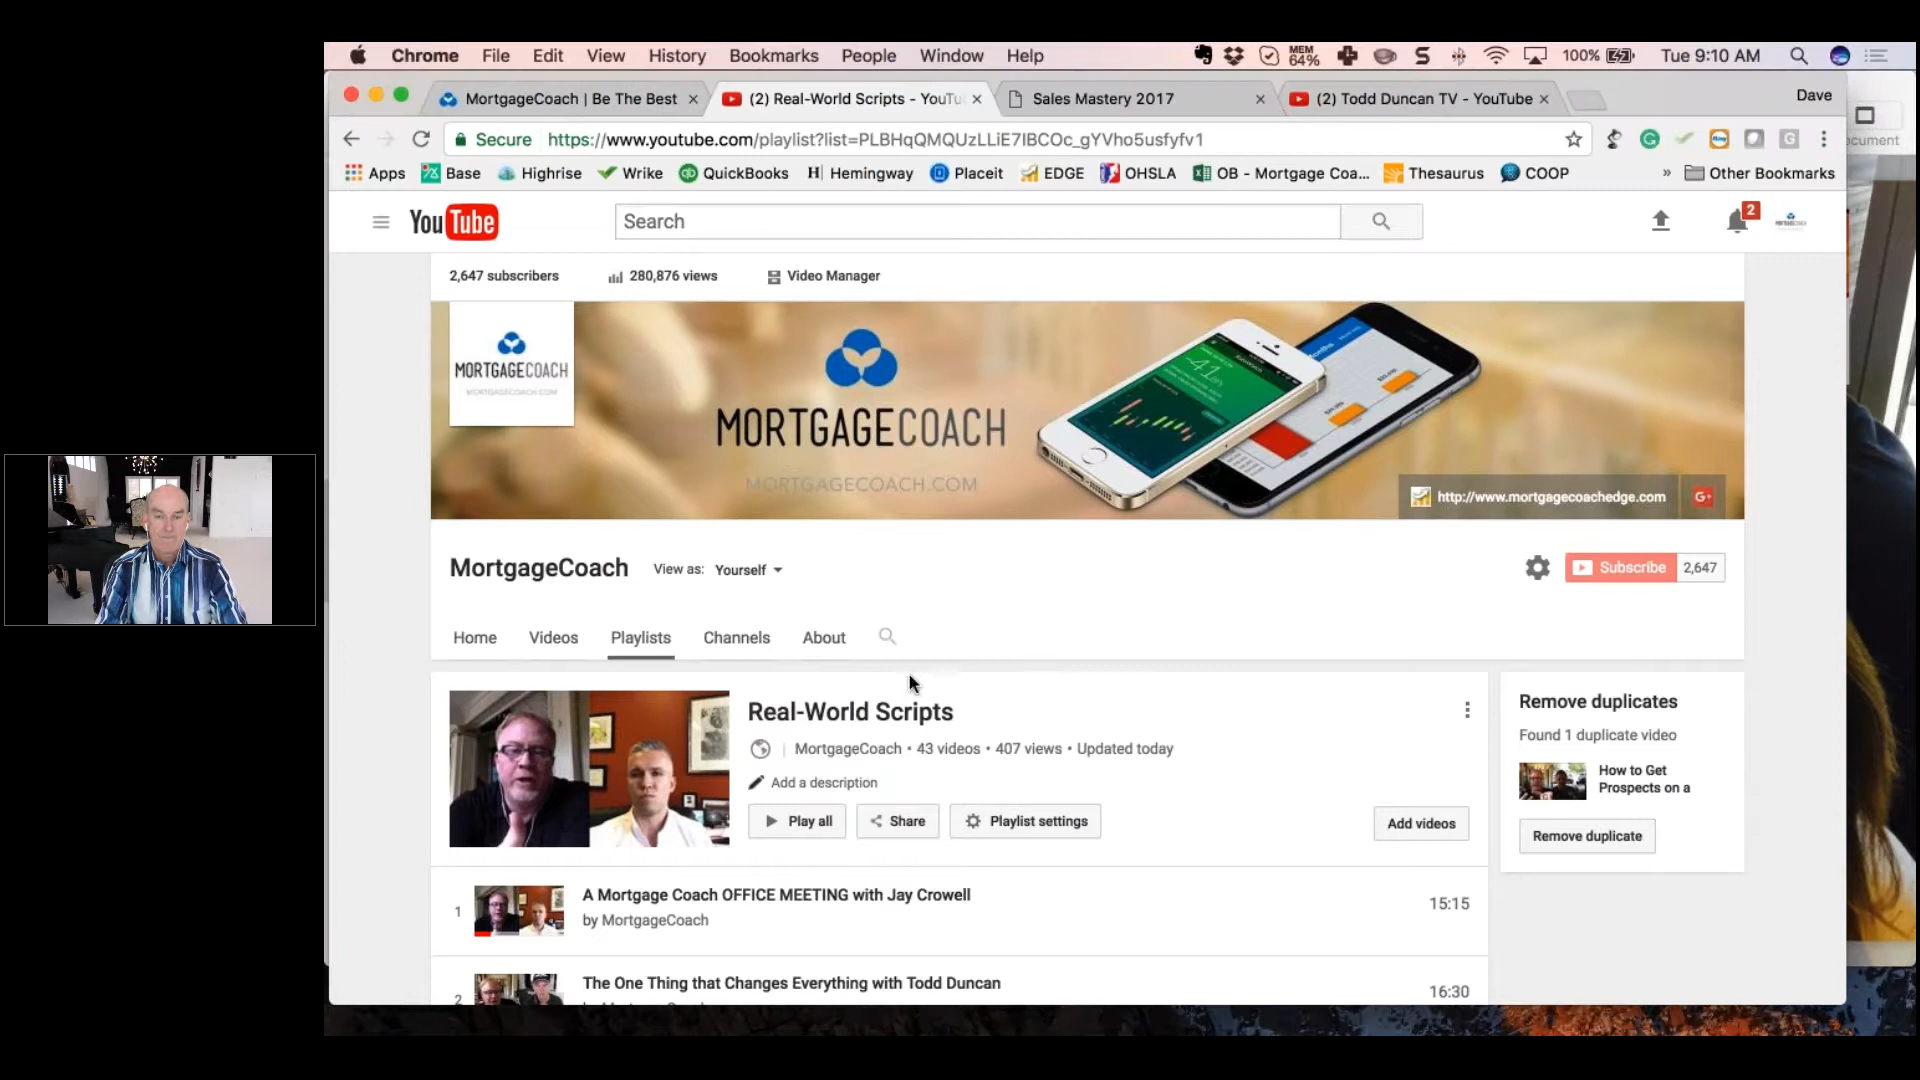 Chrome File Edit View History Bookmarks People Window Help MEM 64% 100% Tue 9:10 AM
MortgageCoach | Be The Best (2) Real-World Scripts - YouTu Sales Mastery 2017 (2) Todd Duncan TV - YouTube Dave
Secure https://www.youtube.com/playlist?list=PLBHqQMQUzLLiE7IBCOc_gYVho5usfyfv1
cument
Apps Base Highrise Wrike QuickBooks Hemingway Placeit EDGE OHSLA OB - Mortgage Coa... Thesaurus COOP » Other Bookmarks
YouTube Search 2
2,647 subscribers 280,876 views Video Manager
MORTGAGECOACH
MORTGAGECOACH.COM
MORTGAGECOACH
MORTGAGECOACH.COM
http://www.mortgagecoachedge.com G+
MortgageCoach View as: Yourself Subscribe 2,647
Home Videos Playlists Channels About
Real-World Scripts
MortgageCoach • 43 videos • 407 views • Updated today
Add a description
Play all Share Playlist settings Add videos
Remove duplicates
Found 1 duplicate video
How to Get
Prospects on a
Remove duplicate
1 A Mortgage Coach OFFICE MEETING with Jay Crowell 15:15
by MortgageCoach
2 The One Thing that Changes Everything with Todd Duncan 16:30